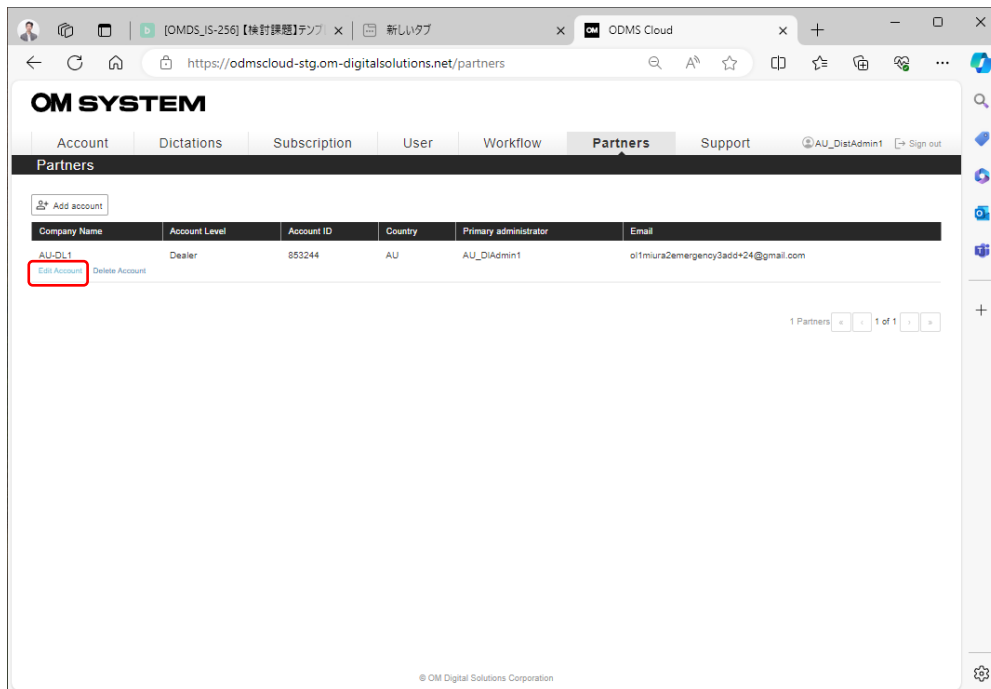 [OMDS_IS-256]【検討課題】テンプ
新しいタブ
OM ODMS Cloud
https://odmscloud-stg.om-digitalsolutions.net/partners
OM SYSTEM
Account Dictations Subscription User Workflow Partners Support AU_DistAdmin1 Sign out
Partners
Add account
Company Name Account Level Account ID Country Primary administrator Email
AU-DL1 Dealer 853244 AU AU_DlAdmin1 ol1miura2emergency3add+24@gmail.com
Edit Account Delete Account
1 Partners « ‹ 1 of 1 › »
© OM Digital Solutions Corporation